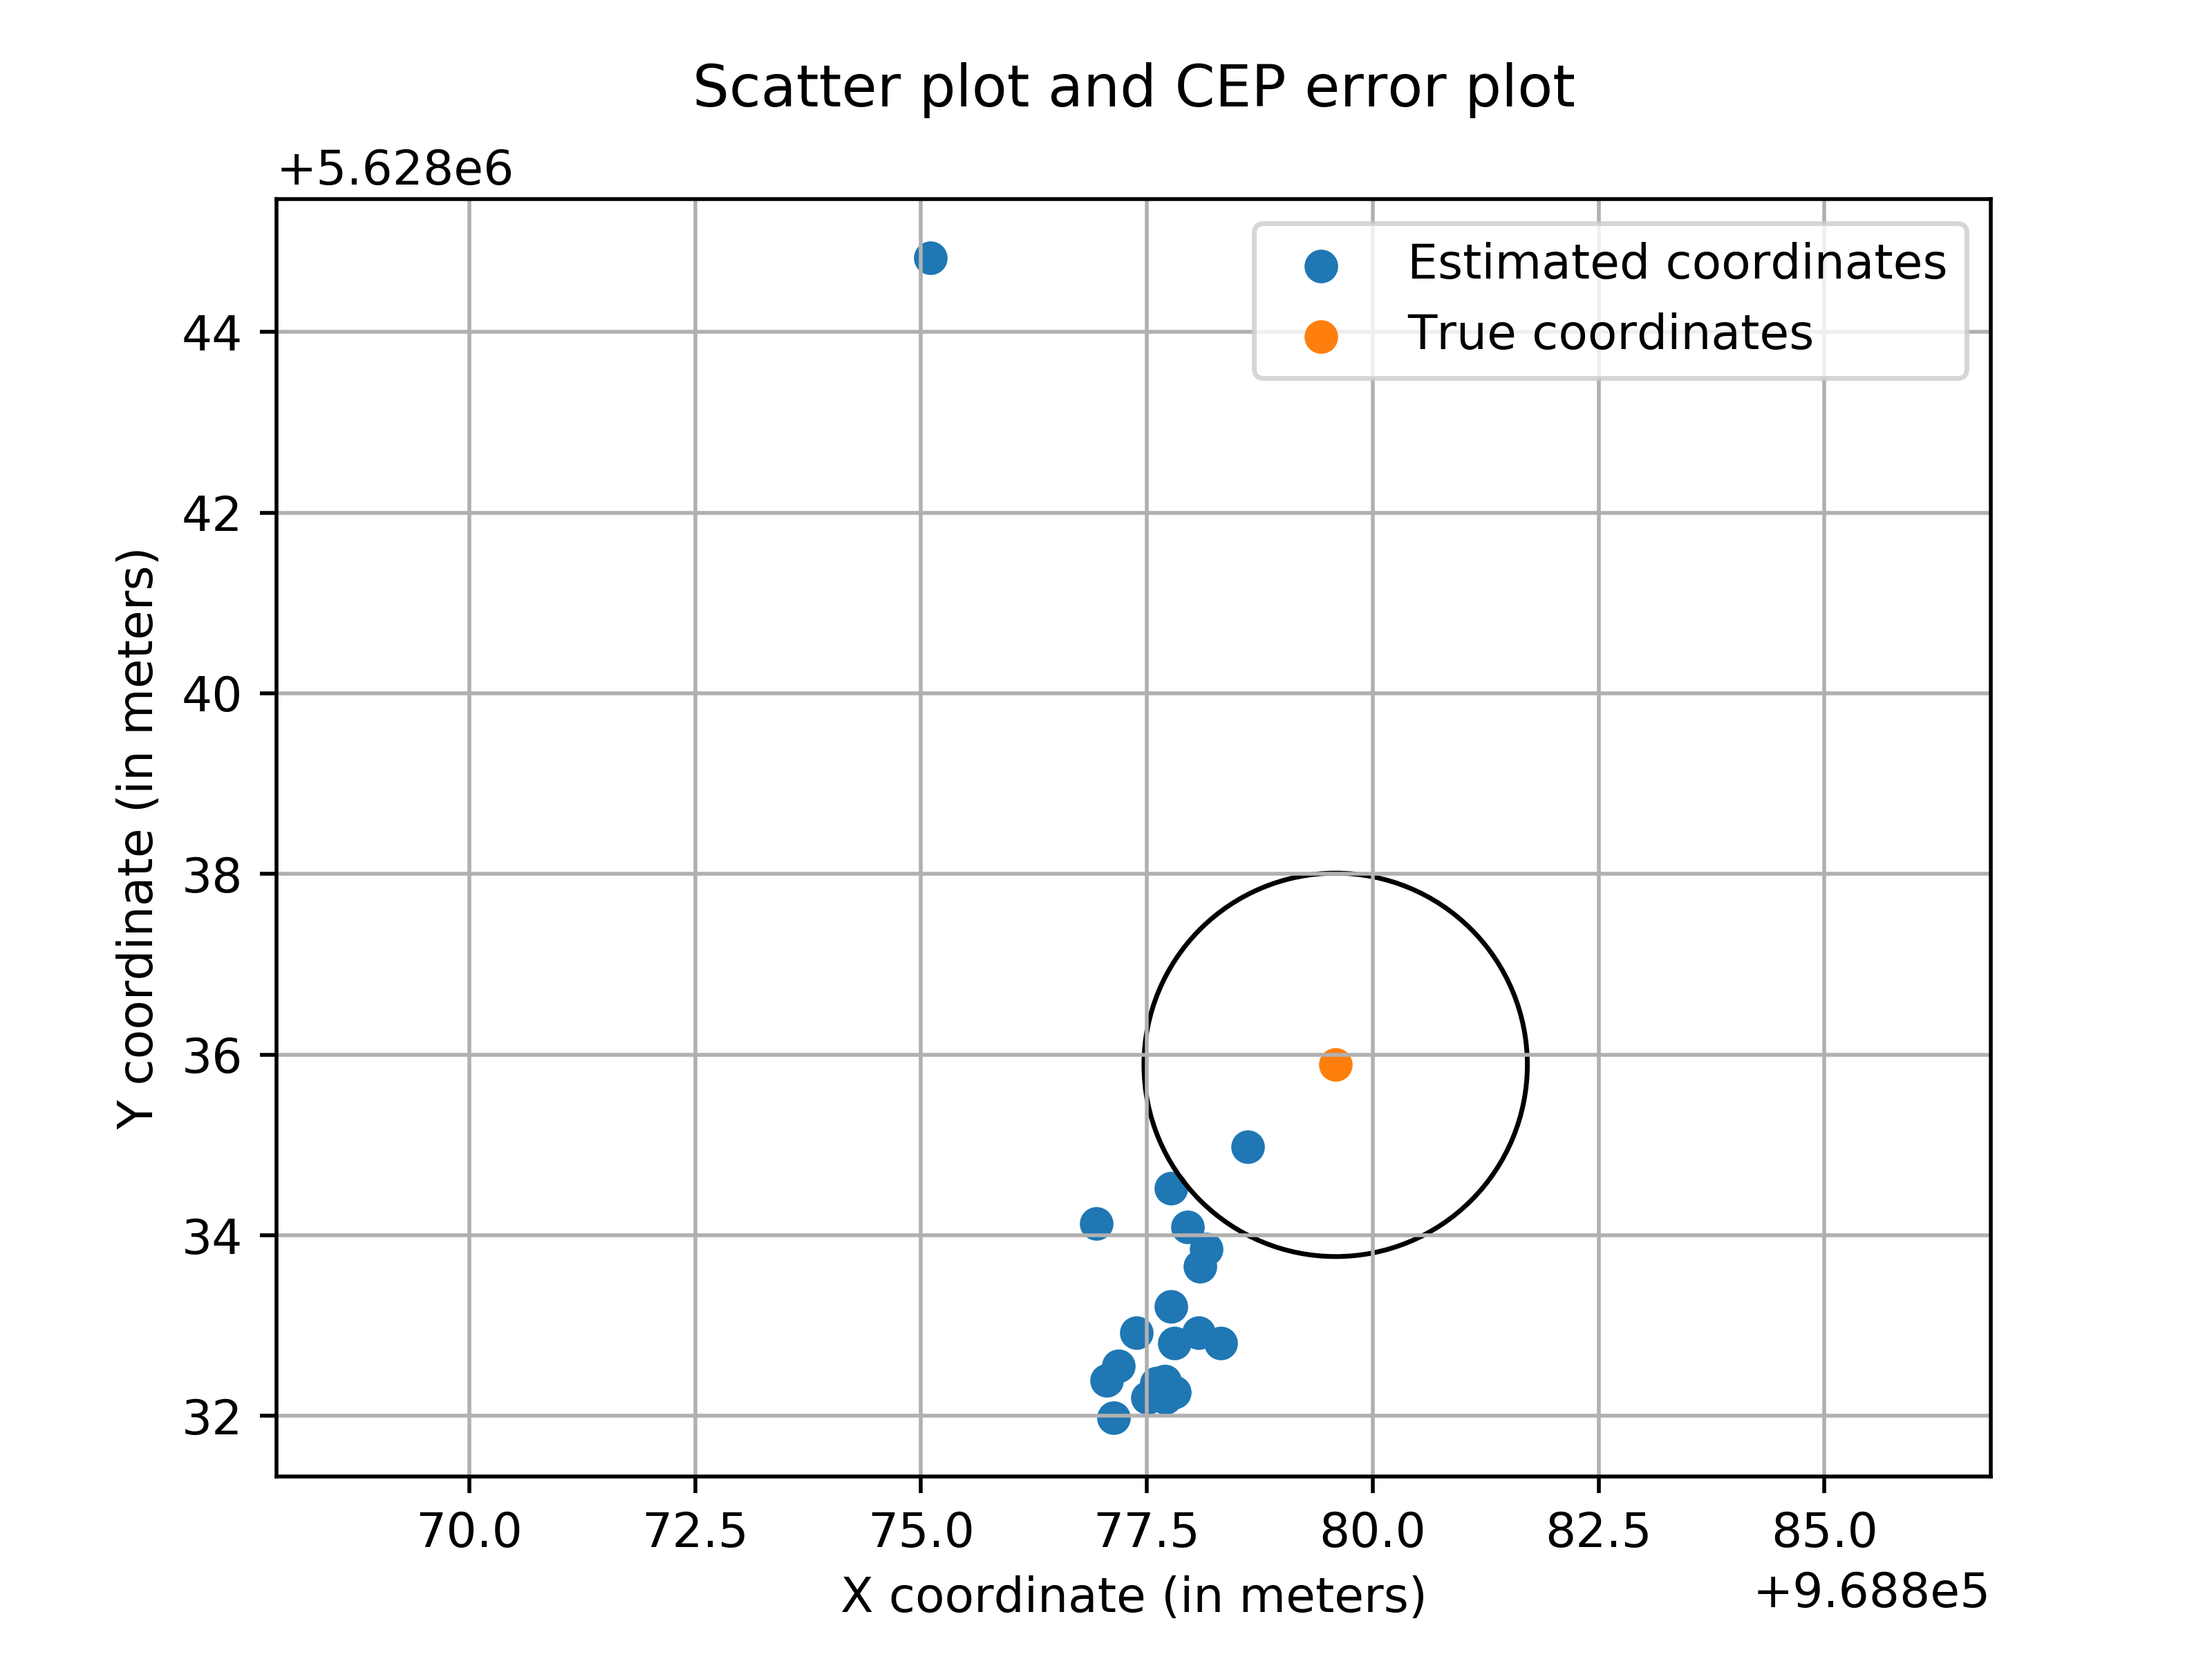 Scatter plot and CEP error plot
+5.628e6
Estimated coordinates
True coordinates
44
42
40
38
36
34
32
Y coordinate (in meters)
70.0 72.5 75.0 77.5 80.0 82.5 85.0
X coordinate (in meters)
+9.688e5